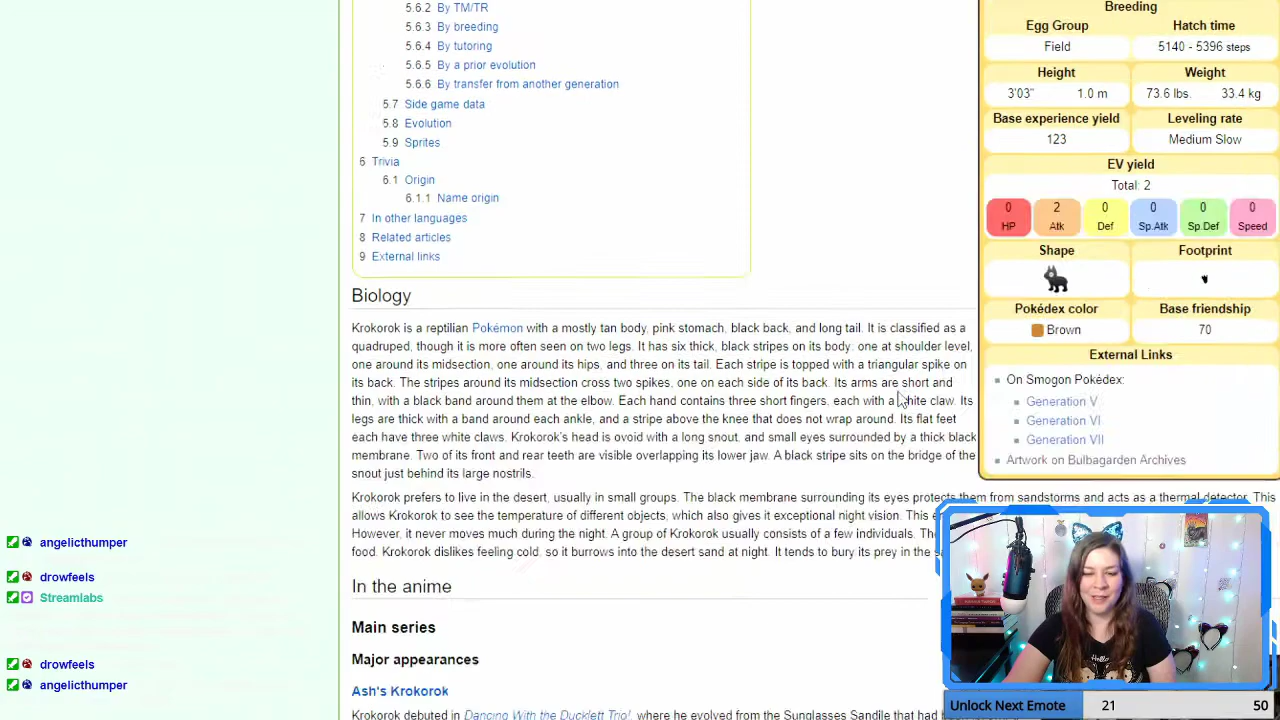 5.6.2 By TM/TR
5.6.3 By breeding
5.6.4 By tutoring
5.6.5 By a prior evolution
5.6.6 By transfer from another generation
5.7 Side game data
5.8 Evolution
5.9 Sprites
6 Trivia
6.1 Origin
6.1.1 Name origin
7 In other languages
8 Related articles
9 External links
Breeding
Egg Group Hatch time
Field 5140 - 5396 steps
Height Weight
3'03" 1.0 m 73.6 lbs. 33.4 kg
Base experience yield Leveling rate
123 Medium Slow
EV yield
Total: 2
0 2 0 0 0 0
HP Atk Def Sp.Atk Sp.Def Speed
Shape Footprint
Pokédex color Base friendship
Brown 70
External Links
On Smogon Pokédex:
Generation V
Generation VI
Generation VII
Artwork on Bulbagarden Archives
Biology
Krokorok is a reptilian Pokémon with a mostly tan body, pink stomach, black back, and long tail. It is classified as a
quadruped, though it is more often seen on two legs. It has six thick, black stripes on its body: one at shoulder level,
one around its midsection, one around its hips, and three on its tail. Each stripe is topped with a triangular spike on
its back. The stripes around its midsection cross two spikes, one on each side of its back. Its arms are short and
thin, with a black band around them at the elbow. Each hand contains three short fingers, each with a white claw. Its
legs are thick with a band around each ankle, and a stripe above the knee that does not wrap around. Its flat feet
each have three white claws. Krokorok's head is ovoid with a long snout, and small eyes surrounded by a thick black
membrane. Two of its front and rear teeth are visible overlapping its lower jaw. A black stripe sits on the bridge of the
snout just behind its large nostrils.
Krokorok prefers to live in the desert, usually in small groups. The black membrane surrounding its eyes protects them from sandstorms and acts as a thermal detector. This
allows Krokorok to see the temperature of different objects, which also gives it exceptional night vision. This
However, it never moves much during the night. A group of Krokorok usually consists of a few individuals.
food. Krokorok dislikes feeling cold, so it burrows into the desert sand at night. It tends to bury its prey in the
In the anime
Main series
Major appearances
Ash's Krokorok
Krokorok debuted in Dancing With the Ducklett Trio!, where he evolved from the Sunglasses Sandile that had
angelicthumper
drowfeels
Streamlabs
drowfeels
angelicthumper
Unlock Next Emote 21 50